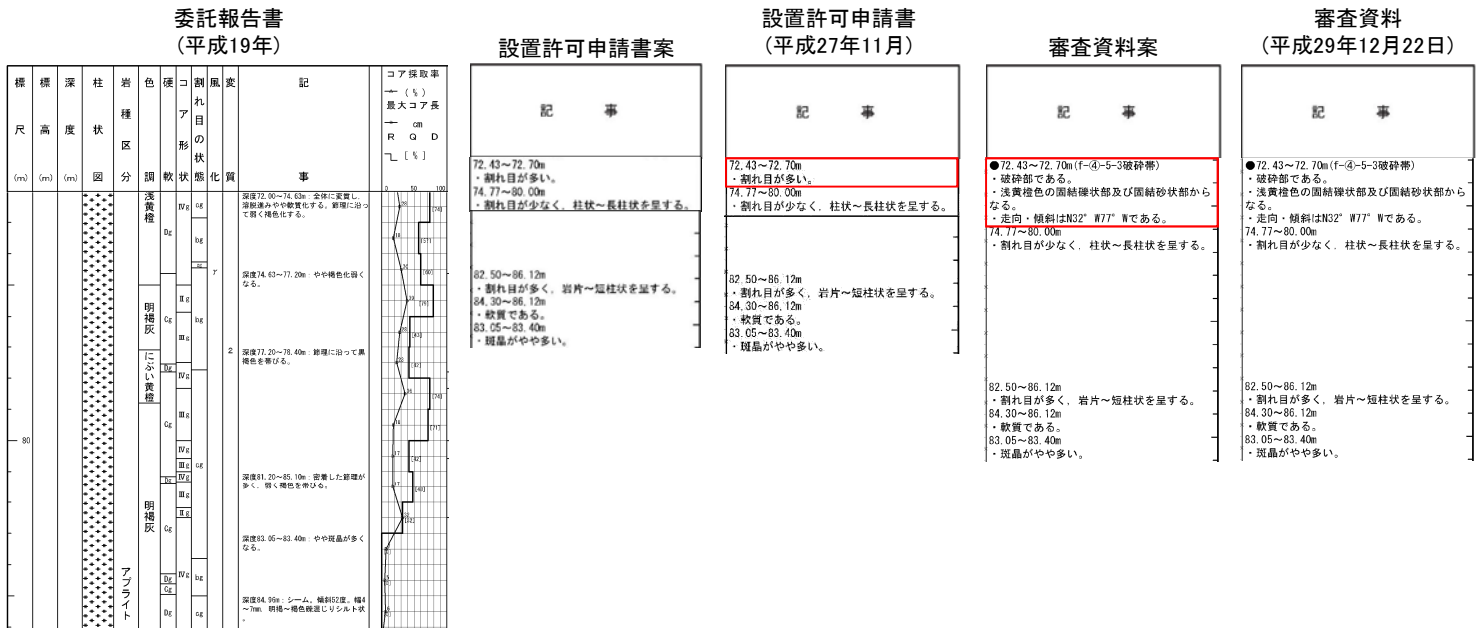 委託報告書
(平成19年)
標尺(m)
標高(m)
深度(m)
柱状図
岩種区分
色調
硬軟
コア形状
割れ目の状態
風化
変質
記事
コア採取率
(%)
最大コア長
cm
R Q D
[%]
0
50
100
浅黄橙
明褐灰
にぶい黄橙
明褐灰
アプライト
80
Dg
Cg
Dg
Cg
Dg
Cg
Dg
Cg
Dg
Ⅳg
Ⅱg
Ⅲg
Ⅳg
Ⅲg
Ⅳg
Ⅲg
Ⅳg
Ⅲg
Ⅱg
Ⅳg
cg
bg
bg
cg
bg
cg
γ
2
深度72.00~74.63m:全体に変質し,
溶脱進みやや軟質化する。節理に沿っ
て弱く褐色化する。
深度74.63~77.20m:やや褐色化弱く
なる。
深度77.20~78.40m:節理に沿って黒
褐色を帯びる。
深度81.20~85.10m:密着した節理が
多く,弱く褐色を帯びる。
深度83.05~83.40m:やや斑晶が多く
なる。
深度84.96m:シーム,傾斜52度,幅4
~7mm,明褐~褐色礫混じりシルト状
。
設置許可申請書案
記 事
72.43~72.70m
・割れ目が多い。
74.77~80.00m
・割れ目が少なく,柱状~長柱状を呈する。
82.50~86.12m
・割れ目が多く,岩片~短柱状を呈する。
84.30~86.12m
・軟質である。
83.05~83.40m
・斑晶がやや多い。
設置許可申請書
(平成27年11月)
記 事
72.43~72.70m
・割れ目が多い。
74.77~80.00m
・割れ目が少なく,柱状~長柱状を呈する。
82.50~86.12m
・割れ目が多く,岩片~短柱状を呈する。
84.30~86.12m
・軟質である。
83.05~83.40m
・斑晶がやや多い。
審査資料案
記 事
●72.43~72.70m(f-④-5-3破砕帯)
・破砕部である。
・浅黄橙色の固結礫状部及び固結砂状部から
なる。
・走向・傾斜はN32°W77°Wである。
74.77~80.00m
・割れ目が少なく,柱状~長柱状を呈する。
82.50~86.12m
・割れ目が多く,岩片~短柱状を呈する。
84.30~86.12m
・軟質である。
83.05~83.40m
・斑晶がやや多い。
審査資料
(平成29年12月22日)
記 事
●72.43~72.70m(f-④-5-3破砕帯)
・破砕部である。
・浅黄橙色の固結礫状部及び固結砂状部から
なる。
・走向・傾斜はN32°W77°Wである。
74.77~80.00m
・割れ目が少なく,柱状~長柱状を呈する。
82.50~86.12m
・割れ目が多く,岩片~短柱状を呈する。
84.30~86.12m
・軟質である。
83.05~83.40m
・斑晶がやや多い。